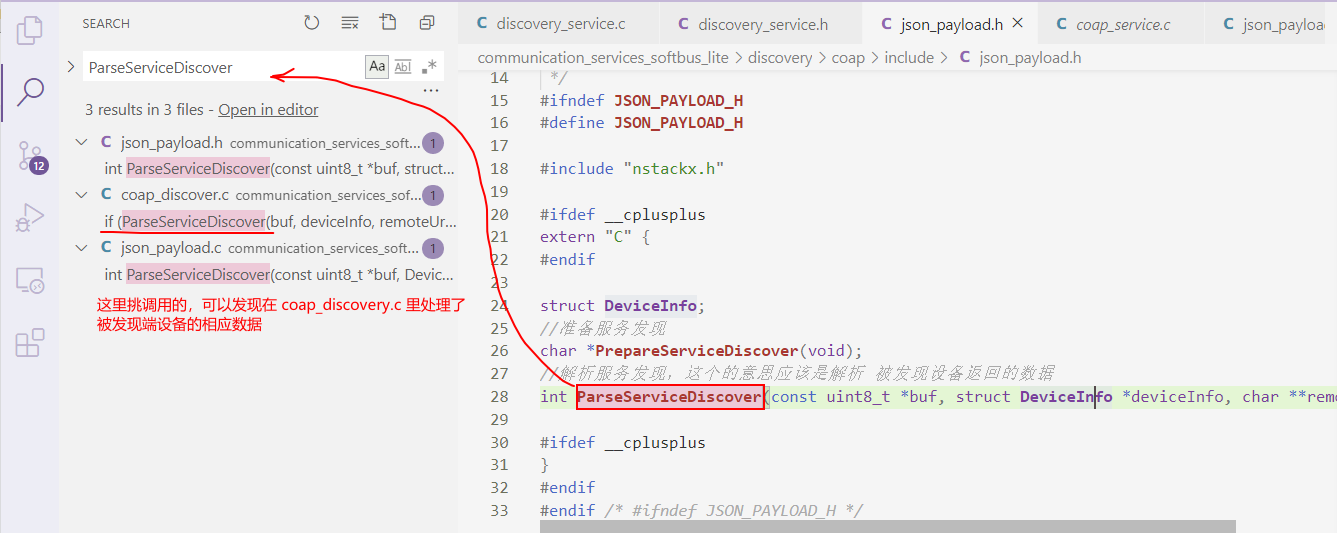 SEARCH
ParseServiceDiscover
Aa
Abl
.*
...
3 results in 3 files - Open in editor
C json_payload.h communication_services_soft... 1
int ParseServiceDiscover(const uint8_t *buf, struct...
C coap_discover.c communication_services_sof... 1
if (ParseServiceDiscover(buf, deviceInfo, remoteUr...
C json_payload.c communication_services_soft... 1
int ParseServiceDiscover(const uint8_t *buf, Devic...
这里挑调用的，可以发现在 coap_discovery.c 里处理了
被发现端设备的相应数据
12
C discovery_service.c
C discovery_service.h
C json_payload.h ×
C coap_service.c
C json_payloa
communication_services_softbus_lite > discovery > coap > include > C json_payload.h
14 */
15 #ifndef JSON_PAYLOAD_H
16 #define JSON_PAYLOAD_H
17
18 #include "nstackx.h"
19
20 #ifdef __cplusplus
21 extern "C" {
22 #endif
23
24 struct DeviceInfo;
25 //准备服务发现
26 char *PrepareServiceDiscover(void);
27 //解析服务发现，这个的意思应该是解析 被发现设备返回的数据
28 int ParseServiceDiscover(const uint8_t *buf, struct DeviceInfo *deviceInfo, char **remo
29
30 #ifdef __cplusplus
31 }
32 #endif
33 #endif /* #ifndef JSON_PAYLOAD_H */